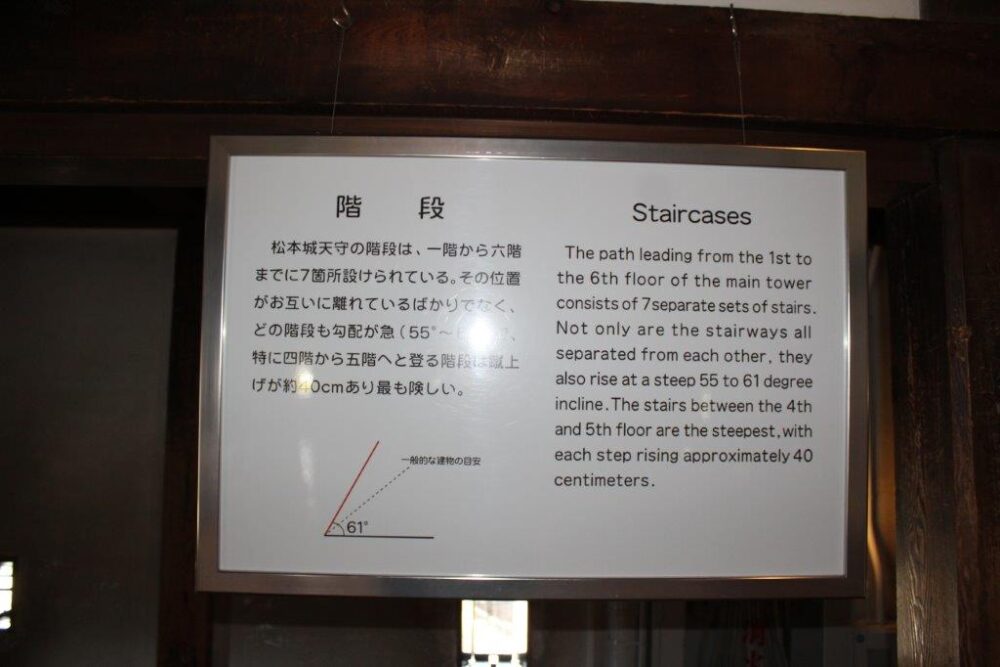 階 段
松本城天守の階段は、一階から六階
までに7箇所設けられている。その位置
がお互いに離れているばかりでなく、
どの階段も勾配が急（55°～
特に四階から五階へと登る階段は蹴上
げが約40cmあり最も険しい。
一般的な建物の目安
61°
Staircases
The path leading from the 1st to
the 6th floor of the main tower
consists of 7separate sets of stairs.
Not only are the stairways all
separated from each other, they
also rise at a steep 55 to 61 degree
incline.The stairs between the 4th
and 5th floor are the steepest,with
each step rising approximately 40
centimeters.